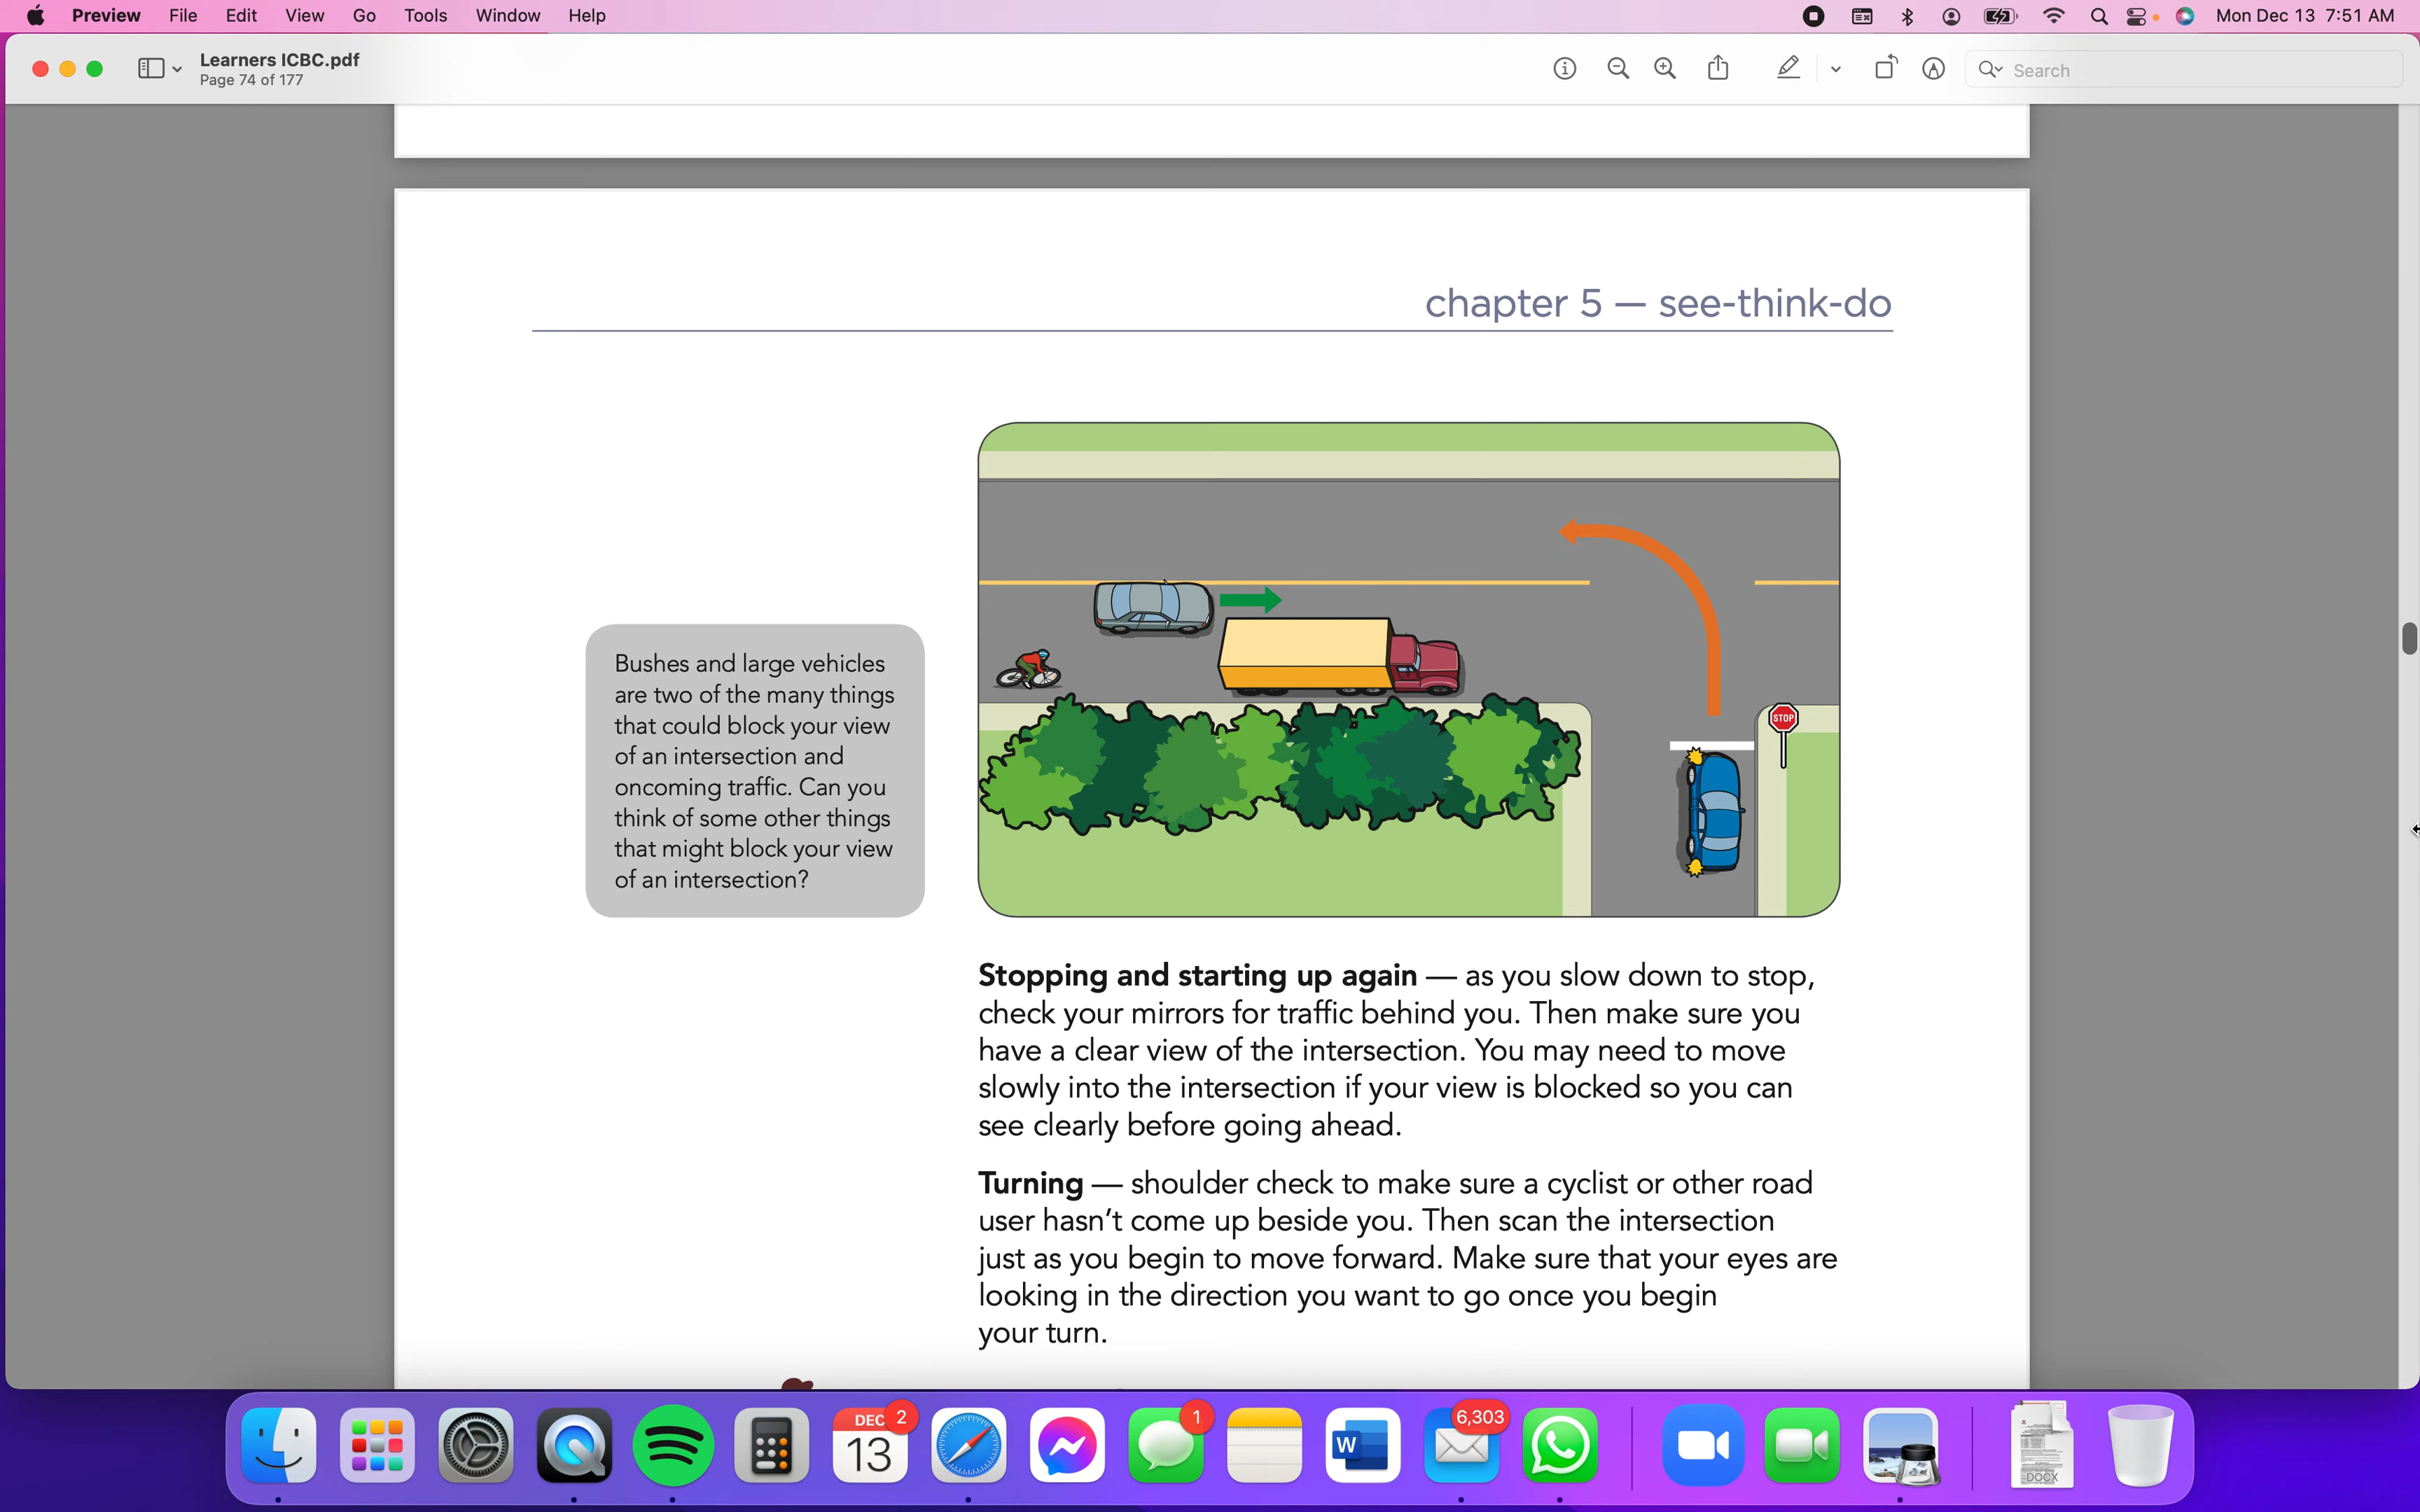 Preview File Edit View Go Tools Window Help
Mon Dec 13 7:51 AM
Learners ICBC.pdf
Page 74 of 177
Search
chapter 5 — see-think-do
STOP
Bushes and large vehicles
are two of the many things
that could block your view
of an intersection and
oncoming traffic. Can you
think of some other things
that might block your view
of an intersection?
Stopping and starting up again — as you slow down to stop,
check your mirrors for traffic behind you. Then make sure you
have a clear view of the intersection. You may need to move
slowly into the intersection if your view is blocked so you can
see clearly before going ahead.
Turning — shoulder check to make sure a cyclist or other road
user hasn't come up beside you. Then scan the intersection
just as you begin to move forward. Make sure that your eyes are
looking in the direction you want to go once you begin
your turn.
DEC 2
13
1
W
6,303
DOCX